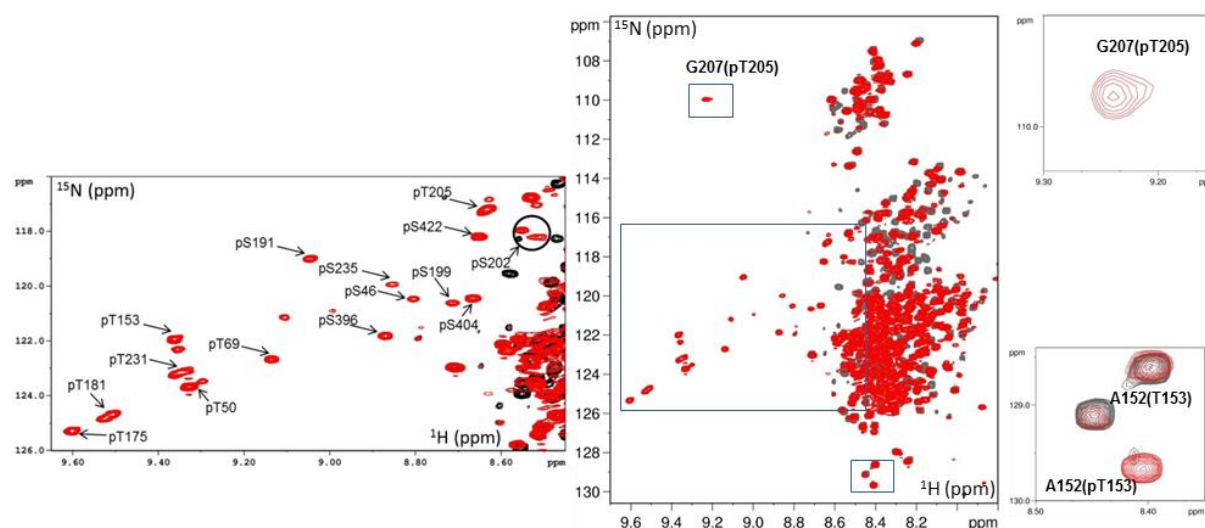 ppm
¹⁵N (ppm)
118.0
120.0
122.0
124.0
126.0
pT205
pS422
pS191
pS202
pS235
pS199
pS46
pS404
pS396
pT153
pT69
pT231
pT181
pT50
pT175
¹H (ppm)
9.60 9.40 9.20 9.00 8.80 ppm
ppm
¹⁵N (ppm)
108
110
112
114
116
118
120
122
124
126
128
130
G207(pT205)
¹H (ppm)
9.6 9.4 9.2 9.0 8.8 8.6 8.4 8.2 ppm
ppm
G207(pT205)
110.0
9.30 9.20 ppm
ppm
129.0
A152(T153)
A152(pT153)
130.0
8.50 8.40 ppm